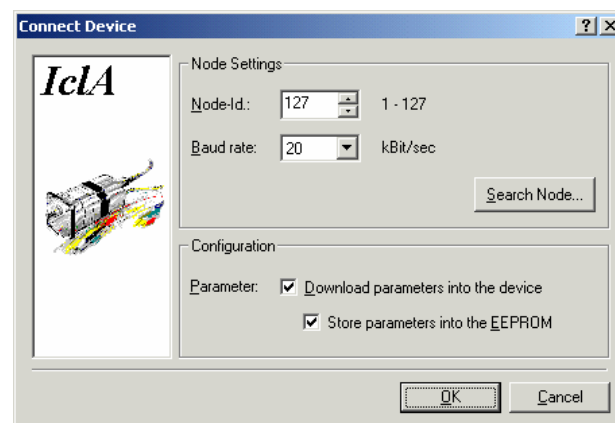 Connect Device
IclA
Node Settings
Node-Id.: 127 1 - 127
Baud rate: 20 kBit/sec
Search Node...
Configuration
Parameter: Download parameters into the device
Store parameters into the EEPROM
OK Cancel